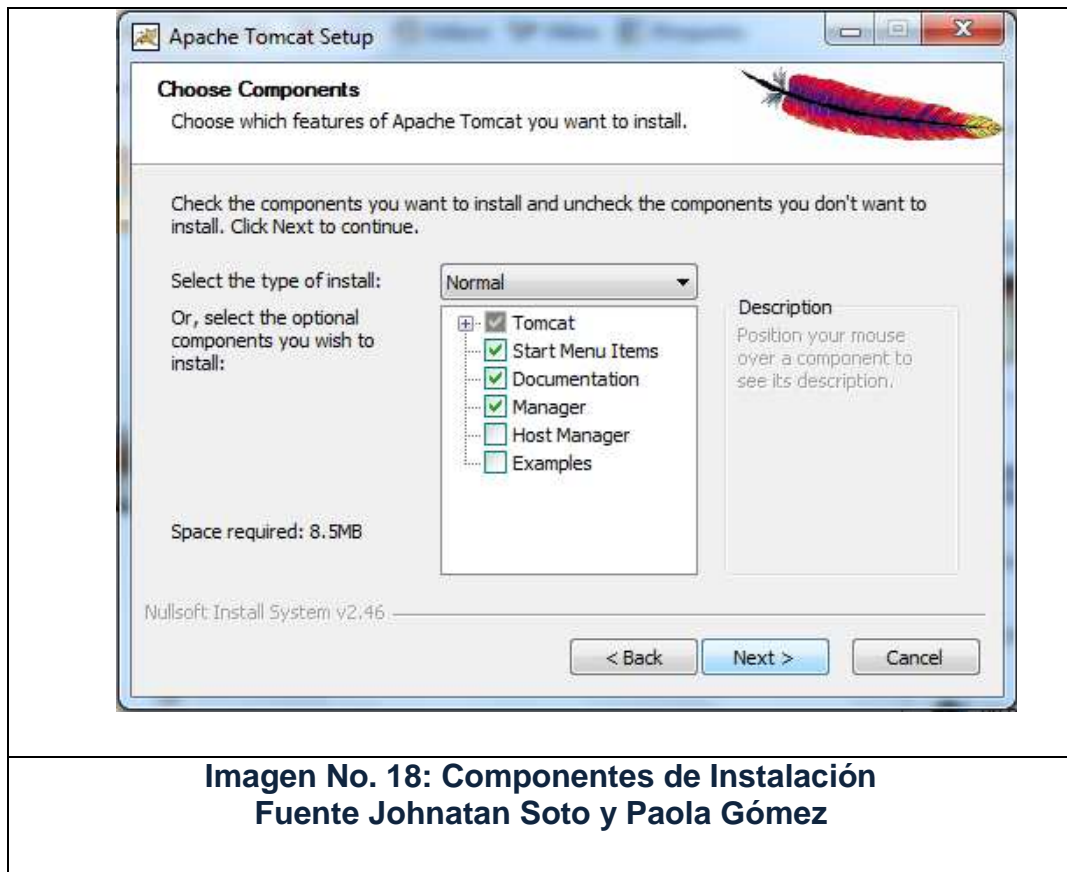 Apache Tomcat Setup
Choose Components
Choose which features of Apache Tomcat you want to install.
Check the components you want to install and uncheck the components you don't want to
install. Click Next to continue.
Select the type of install:
Normal
Or, select the optional
components you wish to
install:
Tomcat
Start Menu Items
Documentation
Manager
Host Manager
Examples
Description
Position your mouse
over a component to
see its description.
Space required: 8.5MB
Nullsoft Install System v2.46
< Back
Next >
Cancel
Imagen No. 18: Componentes de Instalación
Fuente Johnatan Soto y Paola Gómez